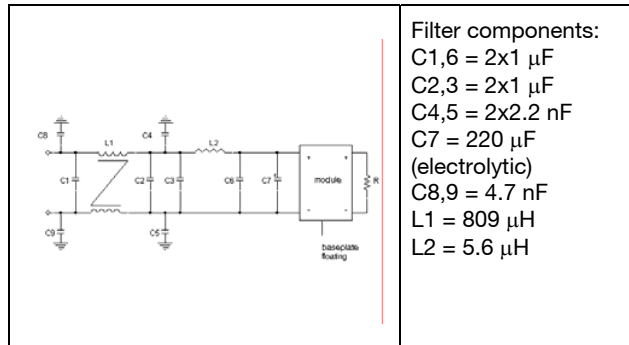 C8
L1
C4
L2
C1
C2
C3
C6
C7
+
+
module
-
-
R
C9
C5
baseplate
floating
Filter components:
C1,6 = 2x1 μF
C2,3 = 2x1 μF
C4,5 = 2x2.2 nF
C7 = 220 μF
(electrolytic)
C8,9 = 4.7 nF
L1 = 809 μH
L2 = 5.6 μH